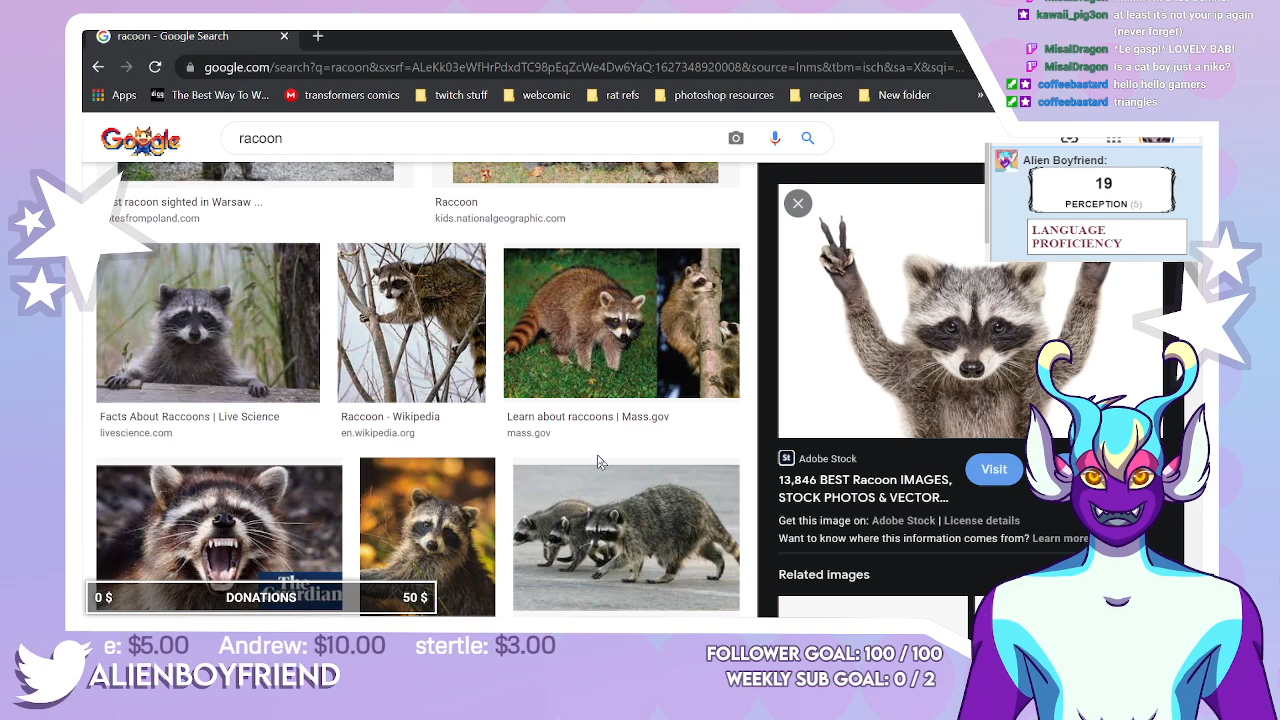 racoon - Google Search
google.com/search?q=racoon&sxsrf=ALeKk03eWfHrPdxdTC98pEqZcWe4Dw6YaQ:1627348920008&source=lnms&tbm=isch&sa=X&sqi=...
Apps
The Best Way To W...
trans
twitch stuff
webcomic
raffels
photoshop resources
recites
New folder
»
Google
racoon
st racoon sighted in Warsaw ...
tesfrompoland.com
Raccoon
kids.nationalgeographic.com
Facts About Raccoons | Live Science
livescience.com
Raccoon - Wikipedia
en.wikipedia.org
Learn about raccoons | Mass.gov
mass.gov
The
Guardian
St Adobe Stock
13,846 BEST Racoon IMAGES,
STOCK PHOTOS & VECTOR...
Visit
Get this image on: Adobe Stock | License details
Want to know where this information comes from? Learn more
Related images
kawaii_pig3on at least it's not your ip again
(never forget)
MisalDragon *Le gasp!* LOVELY BAB!
MisalDragon Is a cat boy just a niko?
coffeebastard hello hello gamers
coffeebastard triangles
Alien Boyfriend:
19
PERCEPTION (5)
LANGUAGE
PROFICIENCY
0 $ DONATIONS 50 $
e: $5.00 Andrew: $10.00 stertle: $3.00
ALIENBOYFRIEND
FOLLOWER GOAL: 100 / 100
WEEKLY SUB GOAL: 0 / 2